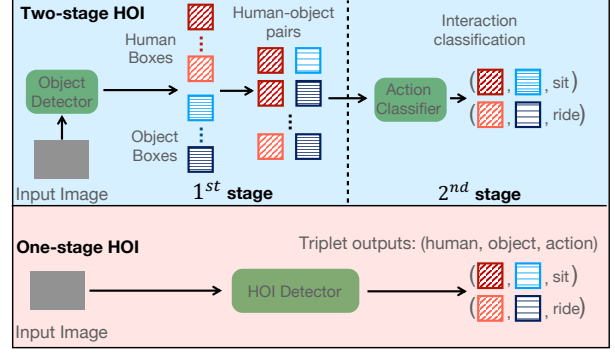 Two-stage HOI
Human
Boxes
Human-object
pairs
Interaction
classification
Object
Detector
Action
Classifier
( , , sit)
( , , ride)
Object
Boxes
Input Image
1st stage
2nd stage
One-stage HOI
Triplet outputs: (human, object, action)
HOI Detector
( , , sit)
( , , ride)
Input Image